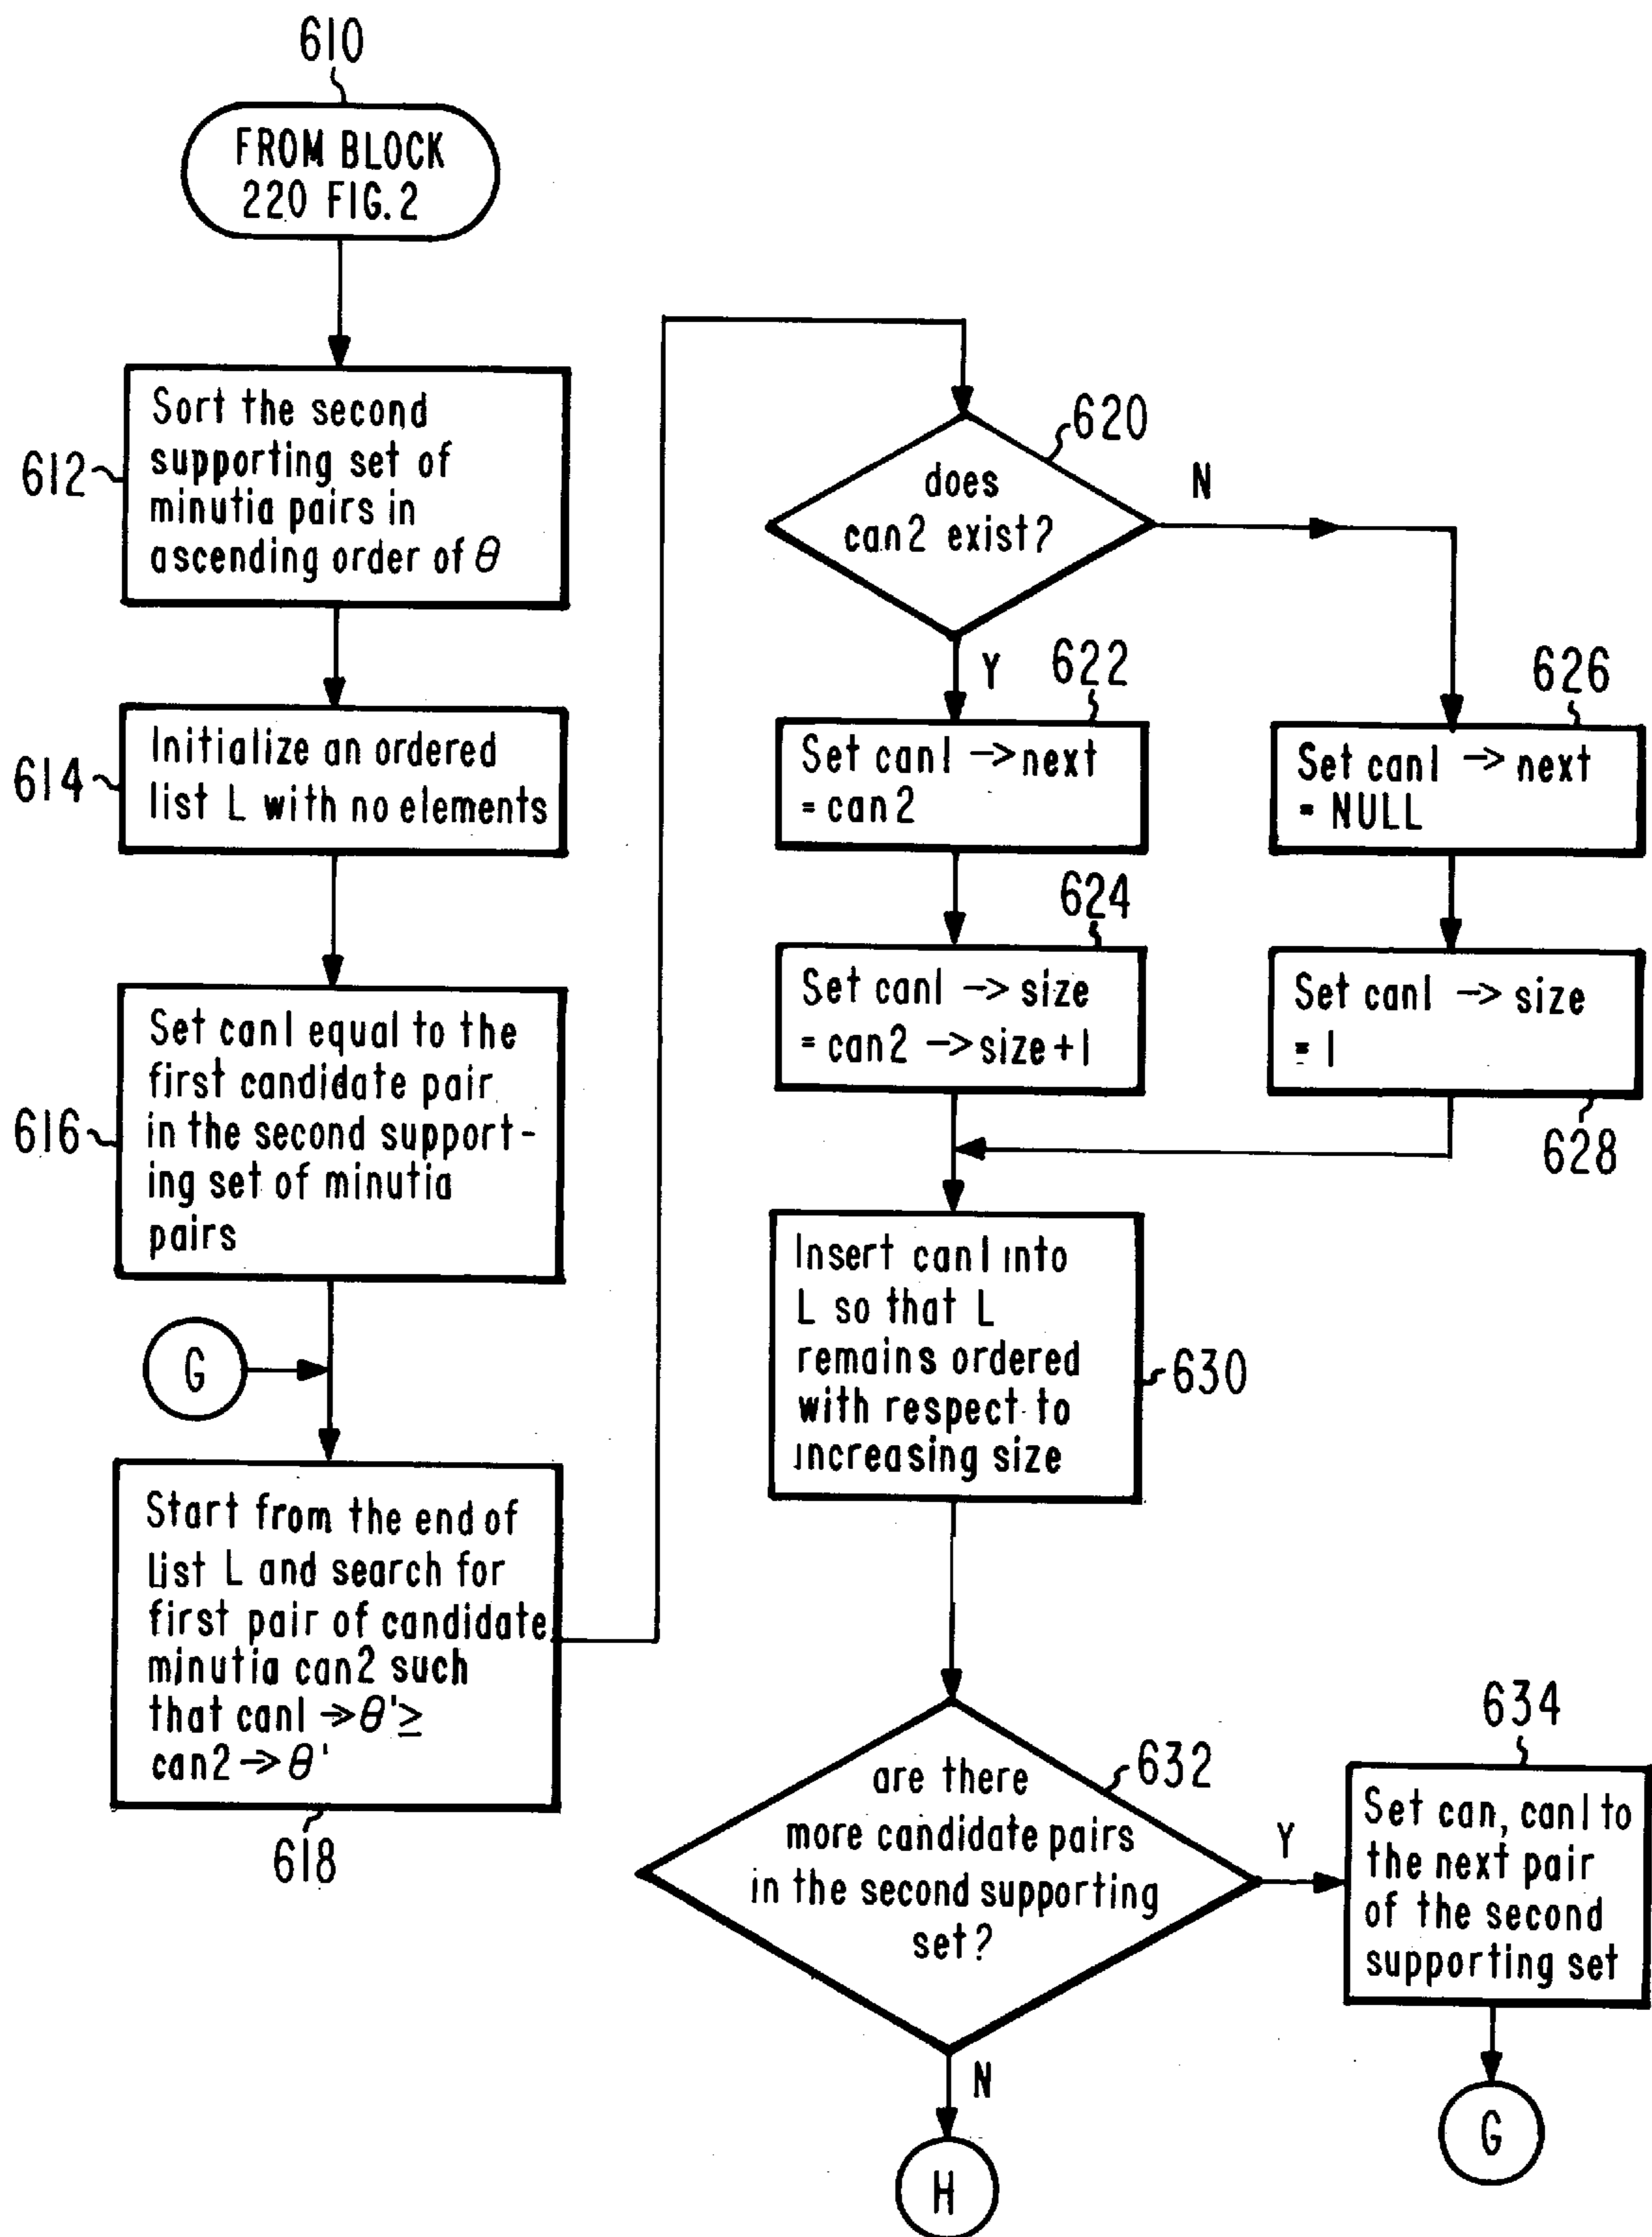 610
FROM BLOCK
220 FIG.2
612
Sort the second
supporting set of
minutia pairs in
ascending order of θ
614
Initialize an ordered
list L with no elements
616
Set can1 equal to the
first candidate pair
in the second support-
ing set of minutia
pairs
G
Start from the end of
list L and search for
first pair of candidate
minutia can2 such
that can1 -> θ' ≥
can2 -> θ'
618
620
does
can2 exist?
N
Y
622
Set can1 -> next
= can2
624
Set can1 -> size
= can2 -> size+1
626
Set can1 -> next
= NULL
Set can1 -> size
= 1
628
Insert can1 into
L so that L
remains ordered
with respect to
increasing size
630
632
are there
more candidate pairs
in the second supporting
set?
Y
N
634
Set can, can1 to
the next pair
of the second
supporting set
G
H